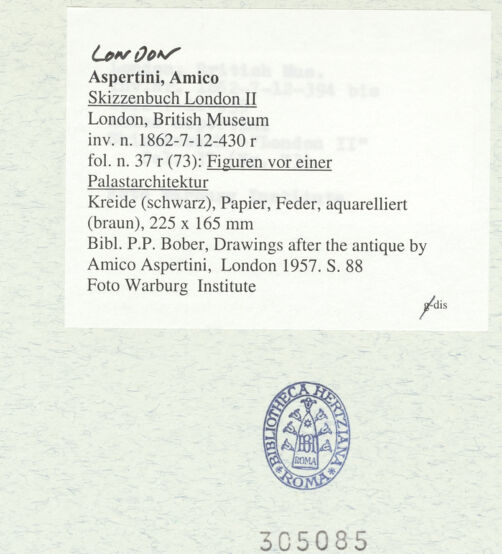 LONDON
Aspertini, Amico
Skizzenbuch London II
London, British Museum
inv. n. 1862-7-12-430 r
fol. n. 37 r (73): Figuren vor einer
Palastarchitektur
Kreide (schwarz), Papier, Feder, aquarelliert
(braun), 225 x 165 mm
Bibl. P.P. Bober, Drawings after the antique by
Amico Aspertini,  London 1957. S. 88
Foto Warburg  Institute
g-dis
BIBLIOTHECA HERTZIANA
ROMA
ROMA
305085